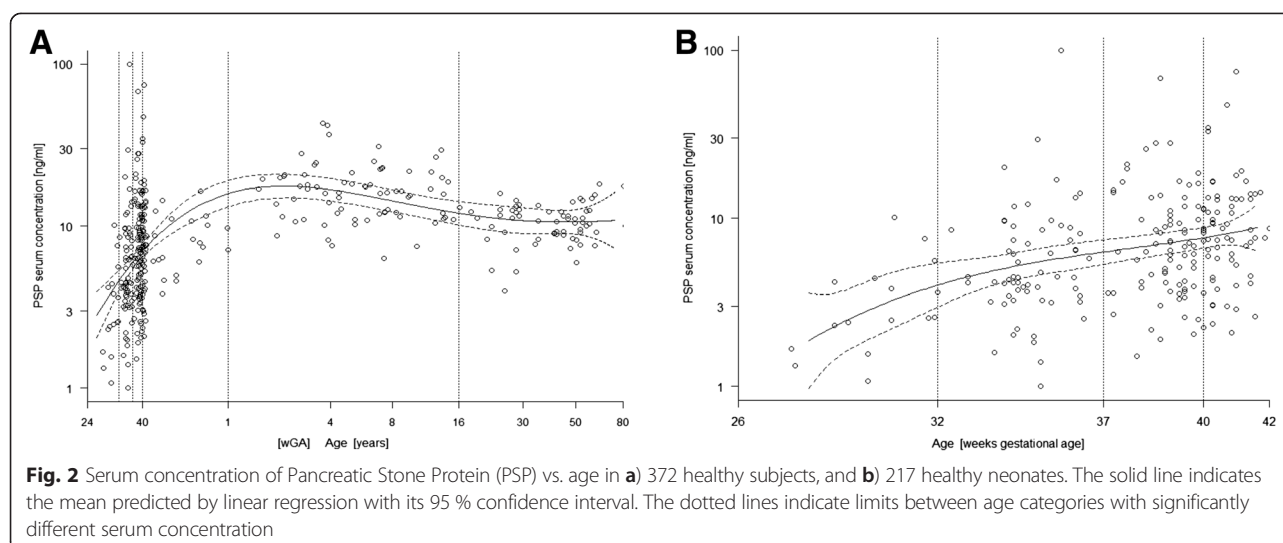 A
B
100
30
10
3
1
PSP serum concentration [ng/ml]
24 40 1 4 8 16 30 50 80
[wGA] Age [years]
100
30
10
3
1
PSP serum concentration [ng/ml]
26 32 37 40 42
Age [weeks gestational age]
Fig. 2 Serum concentration of Pancreatic Stone Protein (PSP) vs. age in a) 372 healthy subjects, and b) 217 healthy neonates. The solid line indicates
the mean predicted by linear regression with its 95 % confidence interval. The dotted lines indicate limits between age categories with significantly
different serum concentration